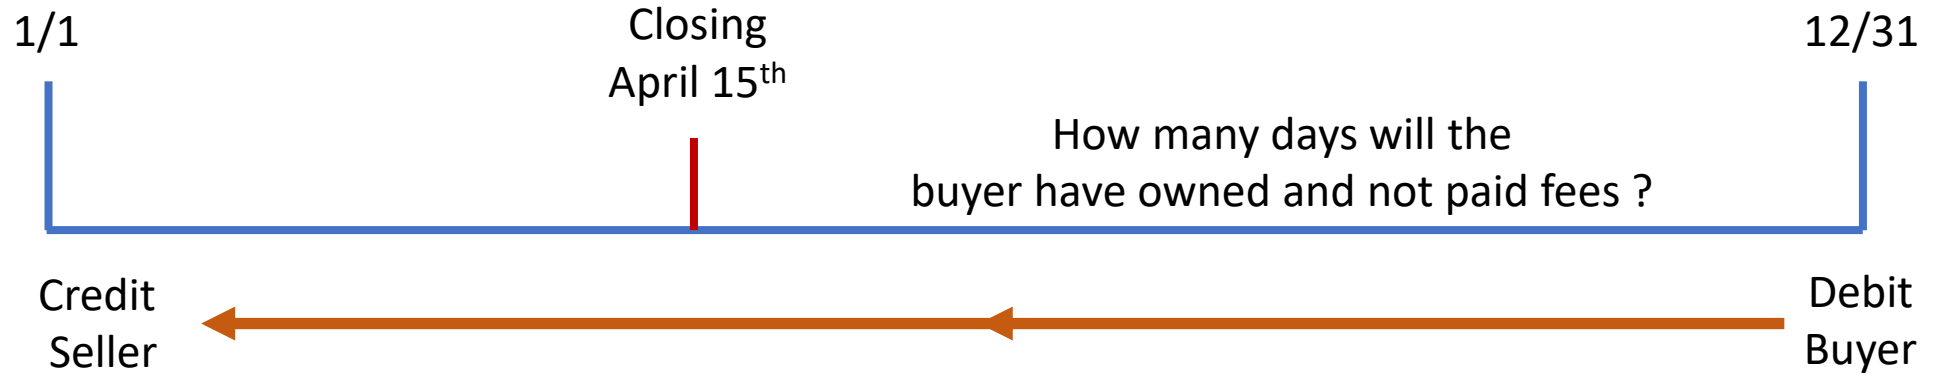 1/1
Closing
April 15th
12/31
How many days will the
buyer have owned and not paid fees ?
Credit
Seller
Debit
Buyer